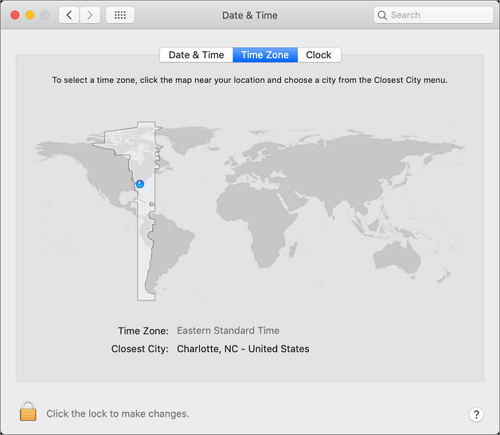 Date & Time
Search
Date & Time Time Zone Clock
To select a time zone, click the map near your location and choose a city from the Closest City menu.
Time Zone: Eastern Standard Time
Closest City: Charlotte, NC - United States
Click the lock to make changes.
?